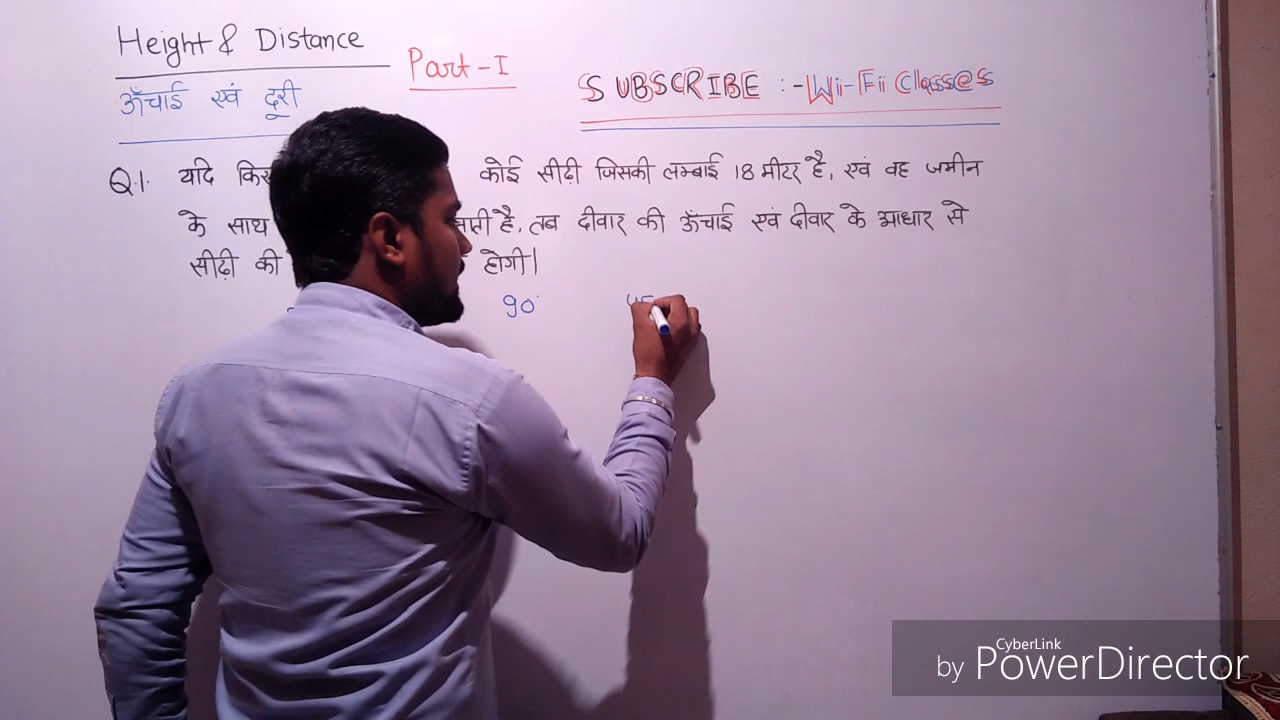 Height & Distance
Part-I
ऊँचाई एवं दूरी
SUBSCRIBE :- Wi-Fi Classes
Q.1. यदि कोई सीढ़ी जिसकी लम्बाई 18 मीटर है, एवं वह जमीन
के साथ है, तब दीवार की ऊँचाई एवं दीवार के आधार से
सीढ़ी की होगी।
90°
by CyberLink PowerDirector